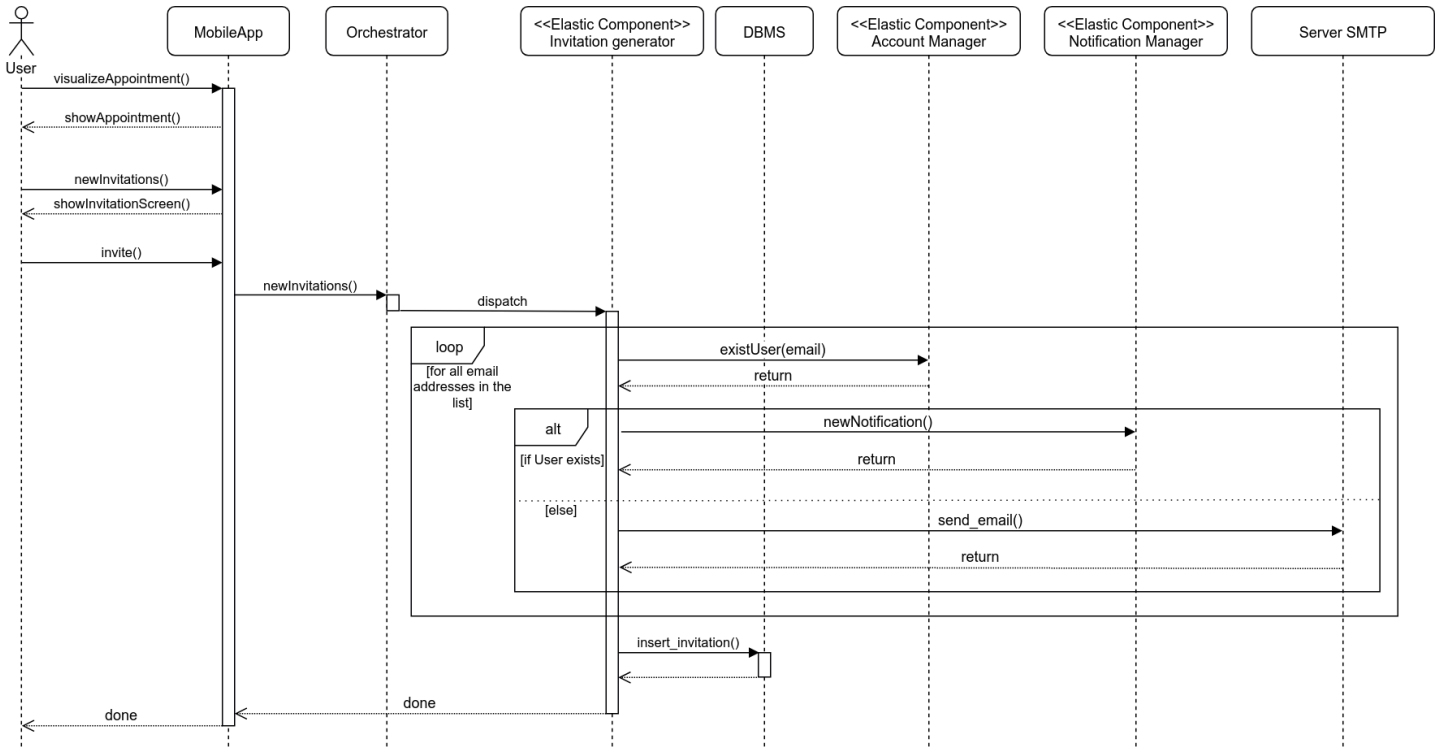 User
MobileApp
Orchestrator
<<Elastic Component>>
Invitation generator
DBMS
<<Elastic Component>>
Account Manager
<<Elastic Component>>
Notification Manager
Server SMTP
visualizeAppointment()
showAppointment()
newInvitations()
showInvitationScreen()
invite()
newInvitations()
dispatch
loop
[for all email
addresses in the
list]
existUser(email)
return
alt
[if User exists]
newNotification()
return
[else]
send_email()
return
insert_invitation()
done
done